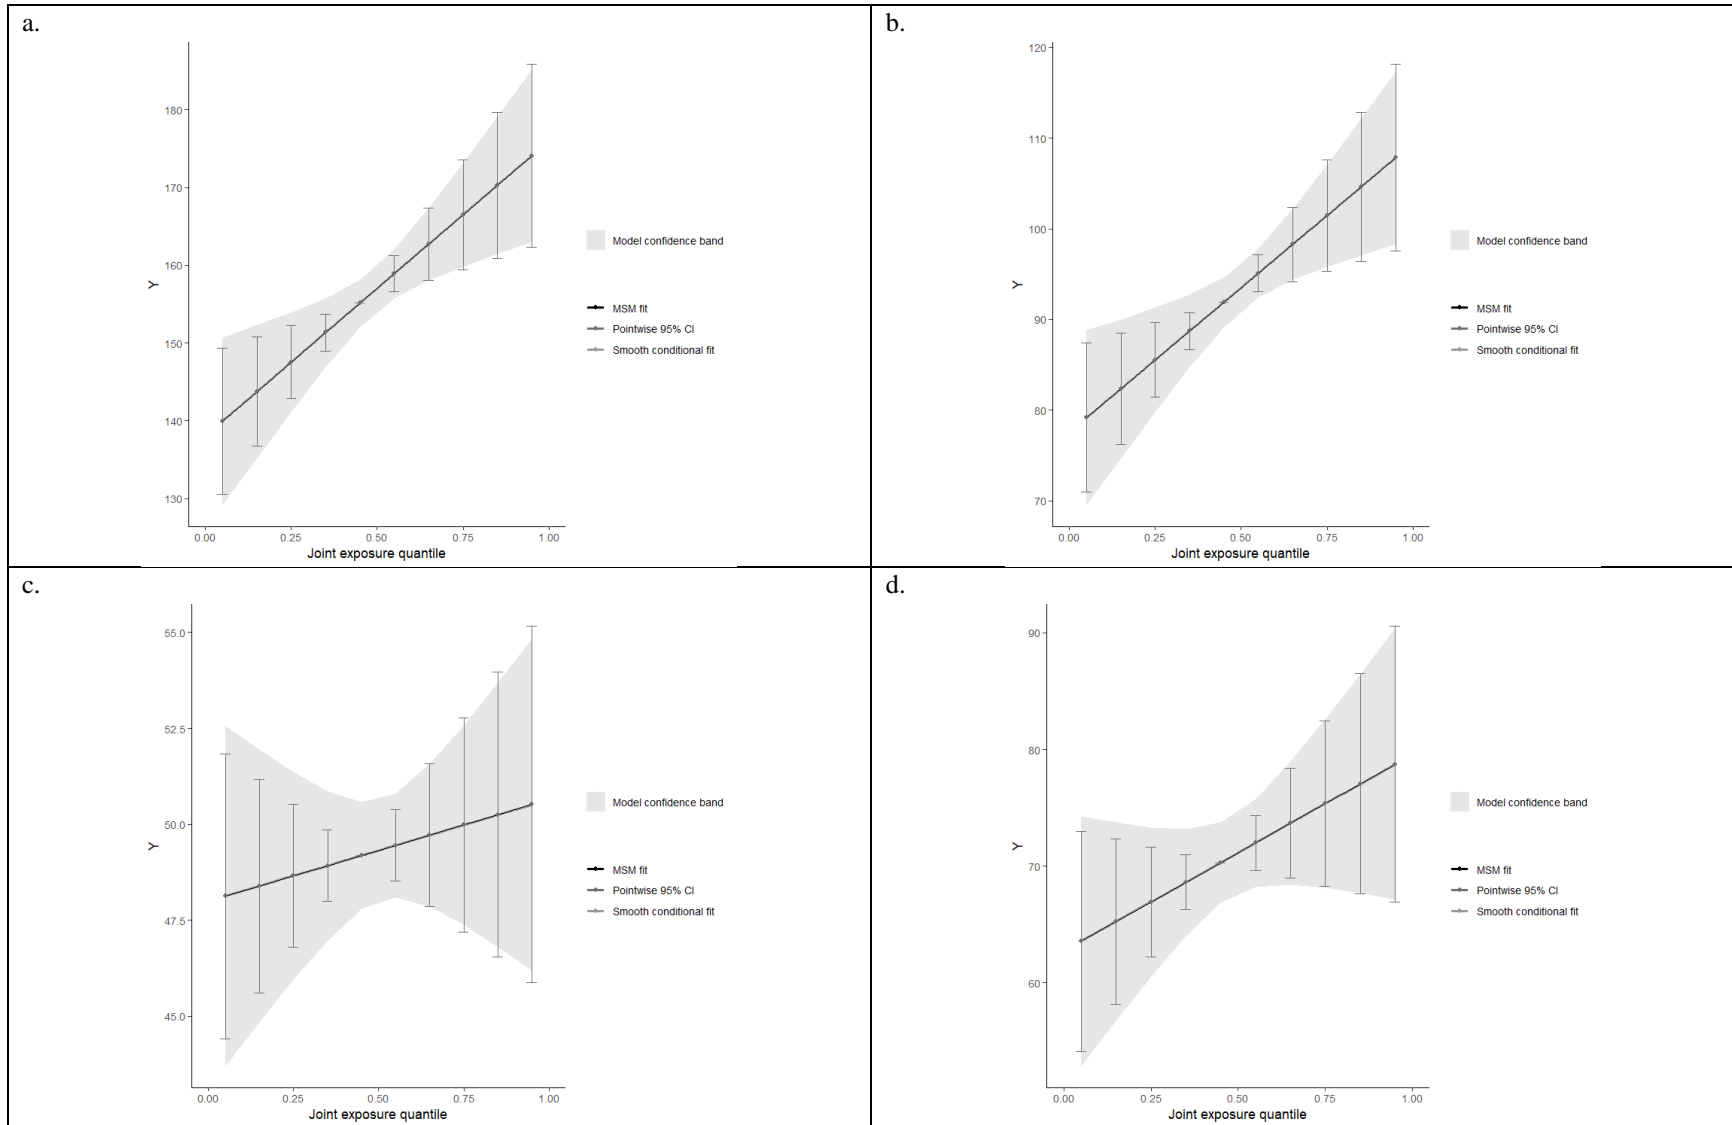 a.
180
170
160
150
140
130
Y
0.00 0.25 0.50 0.75 1.00
Joint exposure quantile
Model confidence band
MSM fit
Pointwise 95% CI
Smooth conditional fit
b.
120
110
100
90
80
70
Y
0.00 0.25 0.50 0.75 1.00
Joint exposure quantile
Model confidence band
MSM fit
Pointwise 95% CI
Smooth conditional fit
c.
55.0
52.5
50.0
47.5
45.0
Y
0.00 0.25 0.50 0.75 1.00
Joint exposure quantile
Model confidence band
MSM fit
Pointwise 95% CI
Smooth conditional fit
d.
90
80
70
60
Y
0.00 0.25 0.50 0.75 1.00
Joint exposure quantile
Model confidence band
MSM fit
Pointwise 95% CI
Smooth conditional fit